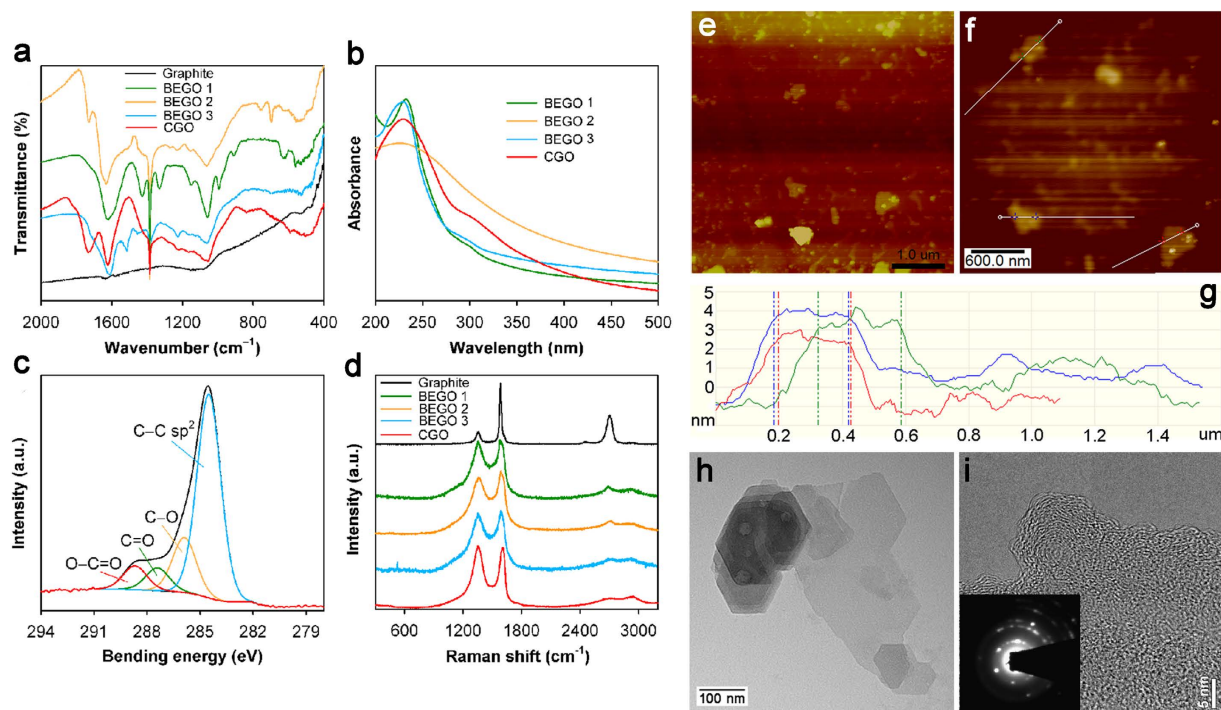 a
Graphite
BEGO 1
BEGO 2
BEGO 3
CGO
Transmittance (%)
2000 1600 1200 800 400
Wavenumber (cm⁻¹)
b
BEGO 1
BEGO 2
BEGO 3
CGO
Absorbance
200 250 300 350 400 450 500
Wavelength (nm)
c
C–C sp²
C–O
C=O
O–C=O
Intensity (a.u.)
294 291 288 285 282 279
Bending energy (eV)
d
Graphite
BEGO 1
BEGO 2
BEGO 3
CGO
Intensity (a.u.)
600 1200 1800 2400 3000
Raman shift (cm⁻¹)
e
1.0 um
f
600.0 nm
g
5
4
3
2
1
0
nm
0.2 0.4 0.6 0.8 1.0 1.2 1.4 um
h
100 nm
i
5 nm